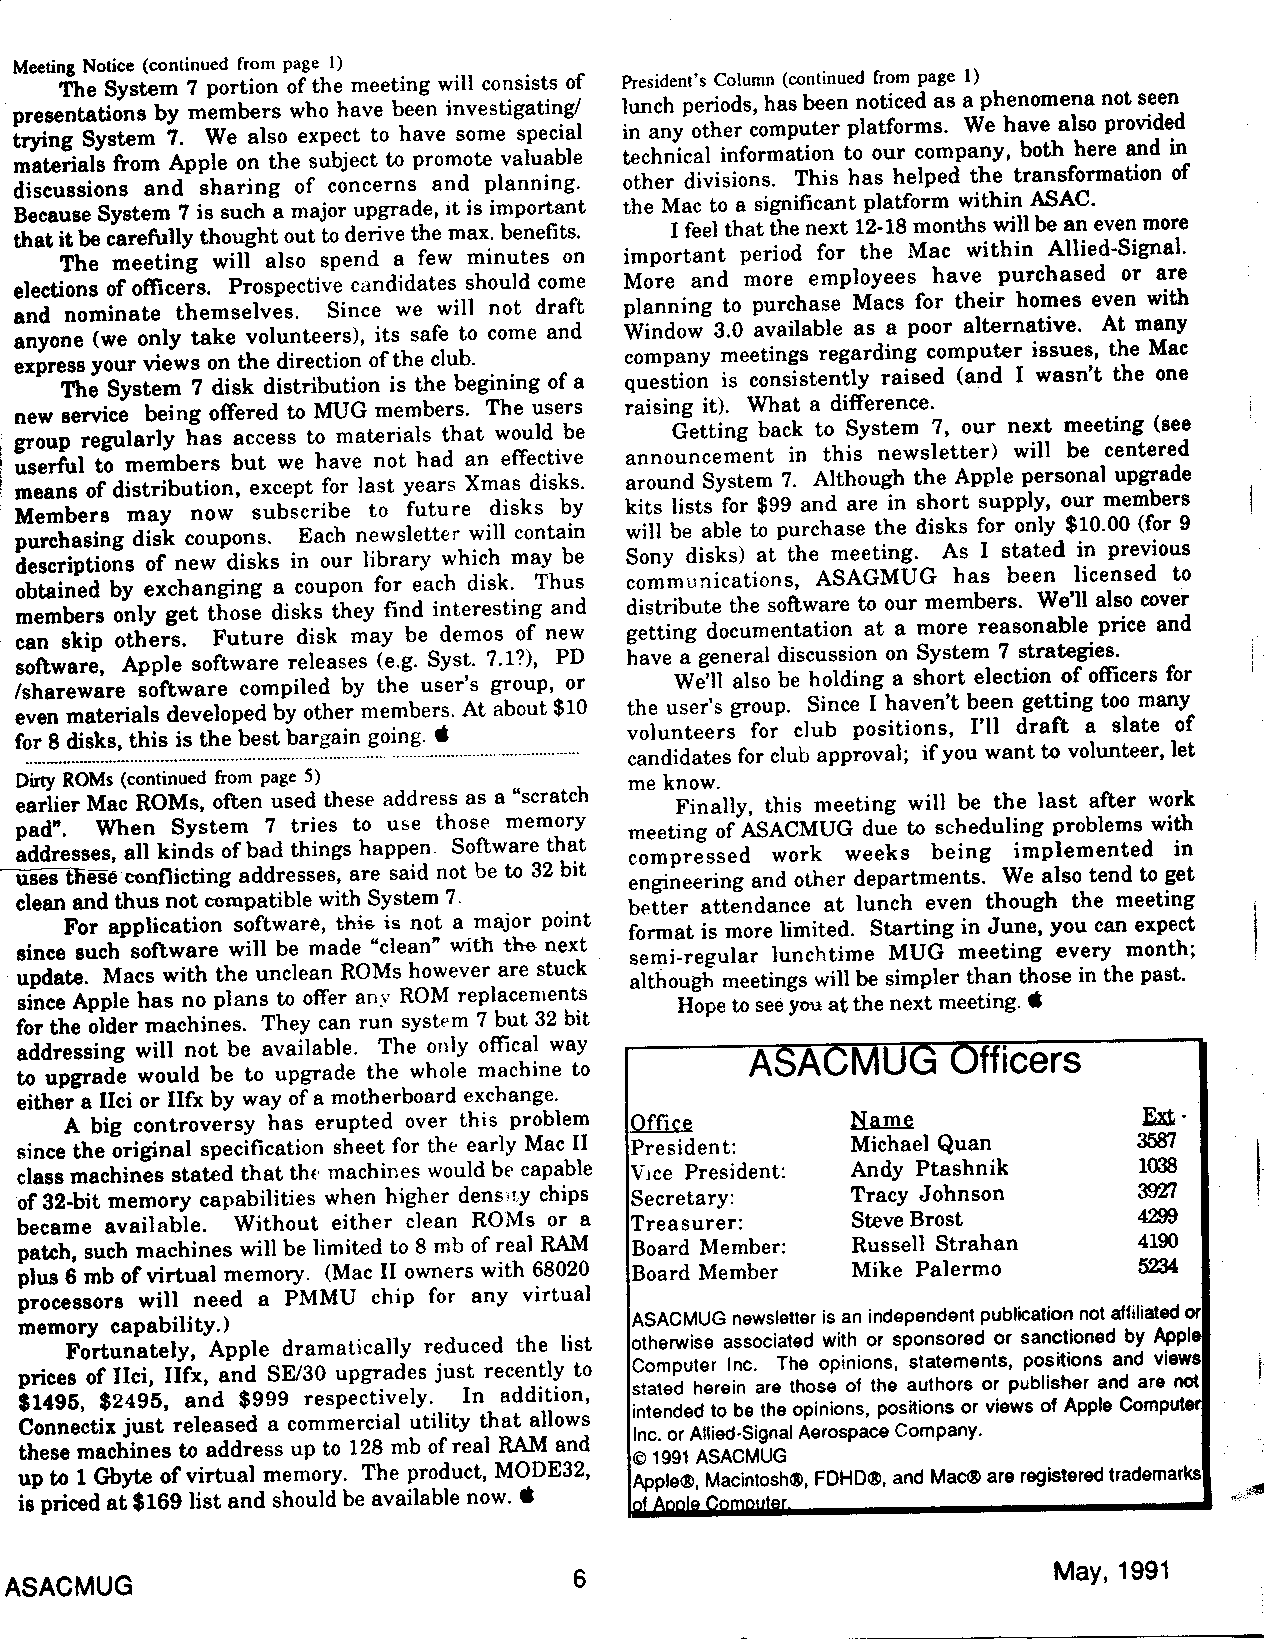 Meeting Notice (continued from page 1)
The System 7 portion of the meeting will consists of
presentations by members who have been investigating/
trying System 7. We also expect to have some special
materials from Apple on the subject to promote valuable
discussions and sharing of concerns and planning.
Because System 7 is such a major upgrade, it is important
that it be carefully thought out to derive the max. benefits.
The meeting will also spend a few minutes on
elections of officers. Prospective candidates should come
and nominate themselves. Since we will not draft
anyone (we only take volunteers), its safe to come and
express your views on the direction of the club.
The System 7 disk distribution is the begining of a
new service being offered to MUG members. The users
group regularly has access to materials that would be
userful to members but we have not had an effective
means of distribution, except for last years Xmas disks.
Members may now subscribe to future disks by
purchasing disk coupons. Each newsletter will contain
descriptions of new disks in our library which may be
obtained by exchanging a coupon for each disk. Thus
members only get those disks they find interesting and
can skip others. Future disk may be demos of new
software, Apple software releases (e.g. Syst. 7.1?), PD
/shareware software compiled by the user's group, or
even materials developed by other members. At about $10
for 8 disks, this is the best bargain going.
Dirty ROMs (continued from page 5)
earlier Mac ROMs, often used these address as a "scratch
pad". When System 7 tries to use those memory
addresses, all kinds of bad things happen. Software that
uses these conflicting addresses, are said not be to 32 bit
clean and thus not compatible with System 7.
For application software, this is not a major point
since such software will be made "clean" with the next
update. Macs with the unclean ROMs however are stuck
since Apple has no plans to offer any ROM replacements
for the older machines. They can run system 7 but 32 bit
addressing will not be available. The only offical way
to upgrade would be to upgrade the whole machine to
either a IIci or IIfx by way of a motherboard exchange.
A big controversy has erupted over this problem
since the original specification sheet for the early Mac II
class machines stated that the machines would be capable
of 32-bit memory capabilities when higher density chips
became available. Without either clean ROMs or a
patch, such machines will be limited to 8 mb of real RAM
plus 6 mb of virtual memory. (Mac II owners with 68020
processors will need a PMMU chip for any virtual
memory capability.)
Fortunately, Apple dramatically reduced the list
prices of IIci, IIfx, and SE/30 upgrades just recently to
$1495, $2495, and $999 respectively. In addition,
Connectix just released a commercial utility that allows
these machines to address up to 128 mb of real RAM and
up to 1 Gbyte of virtual memory. The product, MODE32,
is priced at $169 list and should be available now.
President's Column (continued from page 1)
lunch periods, has been noticed as a phenomena not seen
in any other computer platforms. We have also provided
technical information to our company, both here and in
other divisions. This has helped the transformation of
the Mac to a significant platform within ASAC.
I feel that the next 12-18 months will be an even more
important period for the Mac within Allied-Signal.
More and more employees have purchased or are
planning to purchase Macs for their homes even with
Window 3.0 available as a poor alternative. At many
company meetings regarding computer issues, the Mac
question is consistently raised (and I wasn't the one
raising it). What a difference.
Getting back to System 7, our next meeting (see
announcement in this newsletter) will be centered
around System 7. Although the Apple personal upgrade
kits lists for $99 and are in short supply, our members
will be able to purchase the disks for only $10.00 (for 9
Sony disks) at the meeting. As I stated in previous
communications, ASAGMUG has been licensed to
distribute the software to our members. We'll also cover
getting documentation at a more reasonable price and
have a general discussion on System 7 strategies.
We'll also be holding a short election of officers for
the user's group. Since I haven't been getting too many
volunteers for club positions, I'll draft a slate of
candidates for club approval; if you want to volunteer, let
me know.
Finally, this meeting will be the last after work
meeting of ASACMUG due to scheduling problems with
compressed work weeks being implemented in
engineering and other departments. We also tend to get
better attendance at lunch even though the meeting
format is more limited. Starting in June, you can expect
semi-regular lunchtime MUG meeting every month;
although meetings will be simpler than those in the past.
Hope to see you at the next meeting.
ASACMUG Officers
Office Name Ext.
President: Michael Quan 3587
Vice President: Andy Ptashnik 1038
Secretary: Tracy Johnson 3927
Treasurer: Steve Brost 4299
Board Member: Russell Strahan 4190
Board Member Mike Palermo 5234
ASACMUG newsletter is an independent publication not affiliated or
otherwise associated with or sponsored or sanctioned by Apple
Computer Inc. The opinions, statements, positions and views
stated herein are those of the authors or publisher and are not
intended to be the opinions, positions or views of Apple Computer
Inc. or Allied-Signal Aerospace Company.
© 1991 ASACMUG
Apple®, Macintosh®, FDHD®, and Mac® are registered trademarks
of Apple Computer.
ASACMUG 6 May, 1991